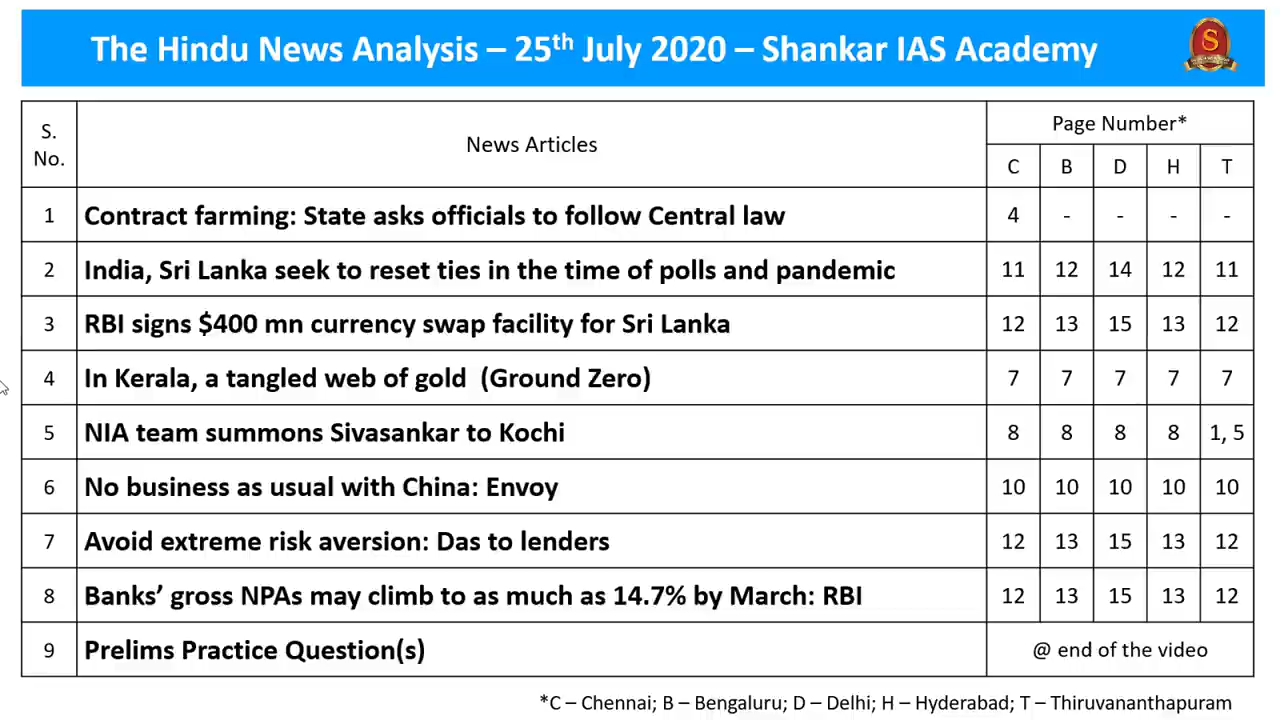 The Hindu News Analysis – 25th July 2020 – Shankar IAS Academy
S
S. No. News Articles Page Number*
C B D H T
1 Contract farming: State asks officials to follow Central law 4 - - - -
2 India, Sri Lanka seek to reset ties in the time of polls and pandemic 11 12 14 12 11
3 RBI signs $400 mn currency swap facility for Sri Lanka 12 13 15 13 12
4 In Kerala, a tangled web of gold (Ground Zero) 7 7 7 7 7
5 NIA team summons Sivasankar to Kochi 8 8 8 8 1, 5
6 No business as usual with China: Envoy 10 10 10 10 10
7 Avoid extreme risk aversion: Das to lenders 12 13 15 13 12
8 Banks’ gross NPAs may climb to as much as 14.7% by March: RBI 12 13 15 13 12
9 Prelims Practice Question(s) @ end of the video
*C – Chennai; B – Bengaluru; D – Delhi; H – Hyderabad; T – Thiruvananthapuram